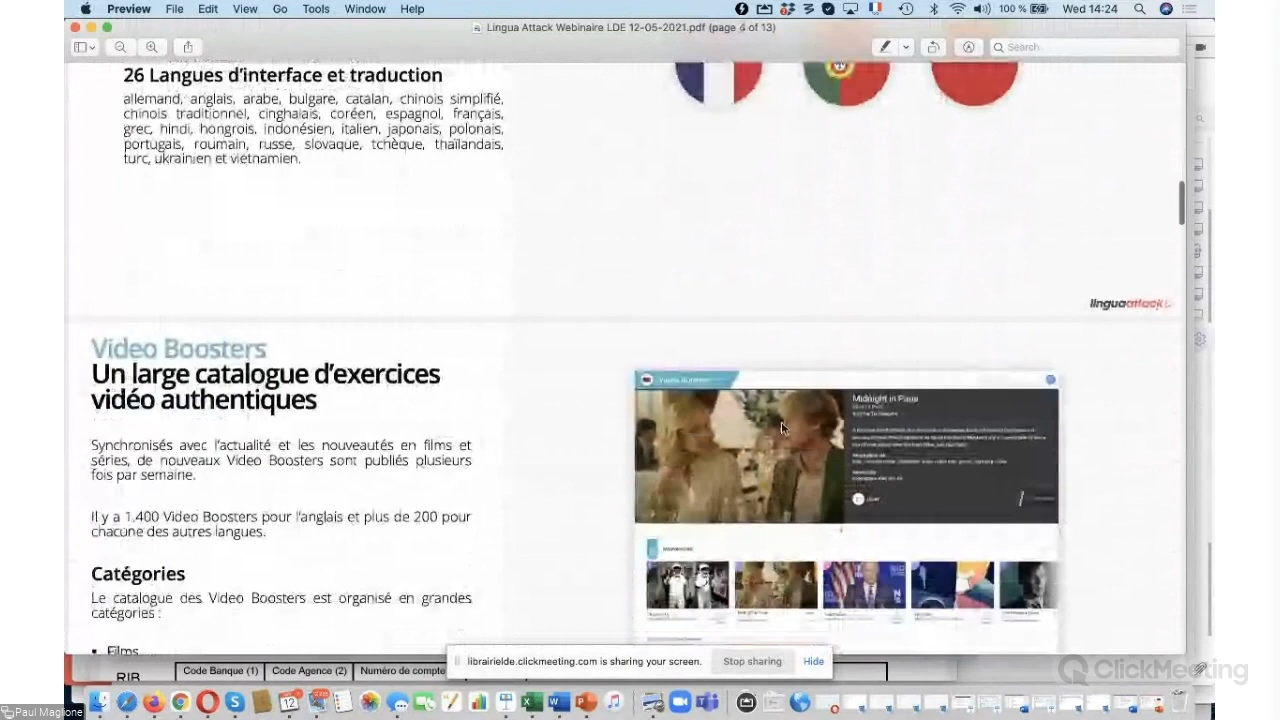 Preview File Edit View Go Tools Window Help
100 % Wed 14:24
Lingua Attack Webinaire LDE 12-05-2021.pdf (page 4 of 13)
Search
26 Langues d'interface et traduction
allemand, anglais, arabe, bulgare, catalan, chinois simplifié,
chinois traditionnel, cinghalais, coréen, espagnol, français,
grec, hindi, hongrois, indonésien, italien, japonais, polonais,
portugais, roumain, russe, slovaque, tchèque, thaïlandais,
turc, ukrainien et vietnamien.
linguaattack
Video Boosters
Un large catalogue d'exercices
vidéo authentiques
Synchronisés avec l'actualité et les nouveautés en films et
séries, de nouveaux Video Boosters sont publiés plusieurs
fois par semaine.
Il y a 1.400 Video Boosters pour l'anglais et plus de 200 pour
chacune des autres langues.
Catégories
Le catalogue des Video Boosters est organisé en grandes
catégories :
▪ Films
Midnight in Paris
librairielde.clickmeeting.com is sharing your screen. Stop sharing Hide
RIB Code Banque (1) Code Agence (2) Numéro de compte
ClickMeeting
Paul Maglione